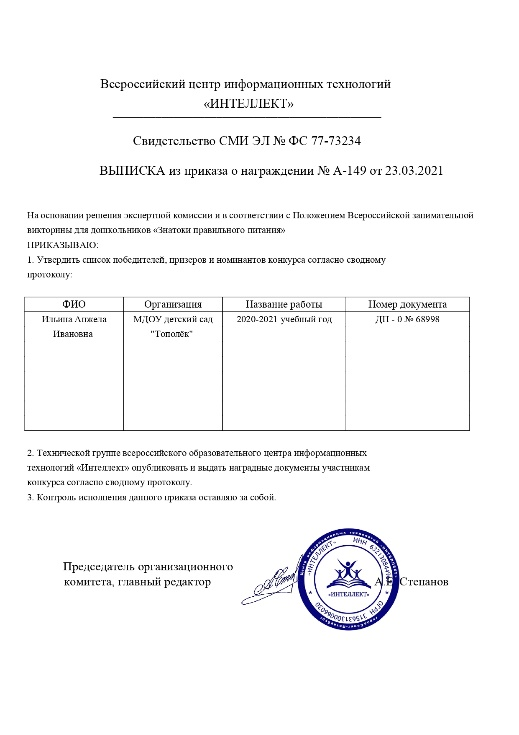 Всероссийский центр информационных технологий
«ИНТЕЛЛЕКТ»
Свидетельство СМИ ЭЛ № ФС 77-73234
ВЫПИСКА из приказа о награждении № А-149 от 23.03.2021
На основании решения экспертной комиссии и в соответствии с Положением Всероссийской занимательной
викторины для дошкольников «Знатоки правильного питания»
ПРИКАЗЫВАЮ:
1. Утвердить список победителей, призеров и номинантов конкурса согласно сводному
протоколу:
ФИО Организация Название работы Номер документа
Ильина Анжела МДОУ детский сад 2020-2021 учебный год ДП - 0 № 68998
Ивановна "Тополёк"
2. Технической группе всероссийского образовательного центра информационных
технологий «Интеллект» опубликовать и выдать наградные документы участникам
конкурса согласно сводному протоколу.
3. Контроль исполнения данного приказа оставляю за собой.
Председатель организационного
комитета, главный редактор
Степанов
«ИНТЕЛЛЕКТ»
«ИНТЕЛЛЕКТ»